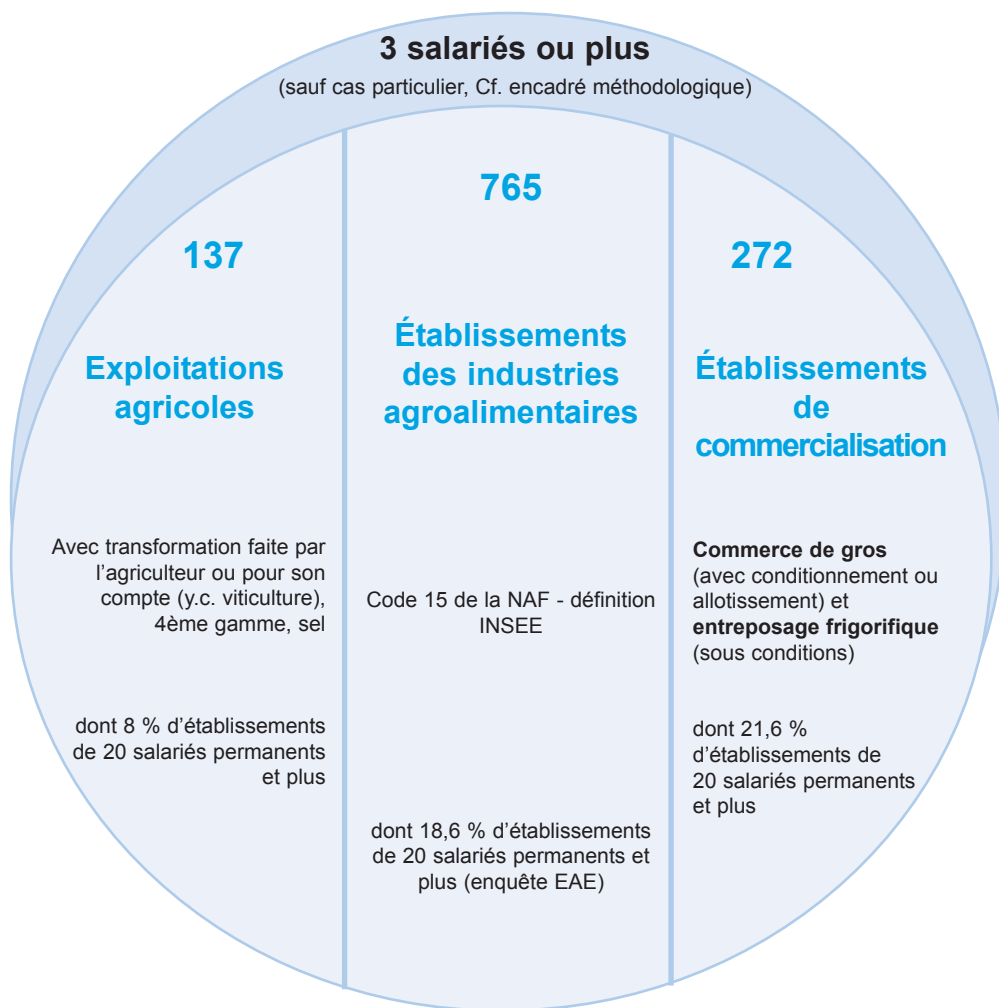 3 salariés ou plus
(sauf cas particulier, Cf. encadré méthodologique)
137
Exploitations
agricoles
Avec transformation faite par
l’agriculteur ou pour son
compte (y.c. viticulture),
4ème gamme, sel
dont 8 % d’établissements
de 20 salariés permanents
et plus
765
Établissements
des industries
agroalimentaires
Code 15 de la NAF - définition
INSEE
dont 18,6 % d’établissements
de 20 salariés permanents et
plus (enquête EAE)
272
Établissements
de
commercialisation
Commerce de gros
(avec conditionnement ou
allotissement) et
entreposage frigorifique
(sous conditions)
dont 21,6 %
d’établissements de
20 salariés permanents
et plus